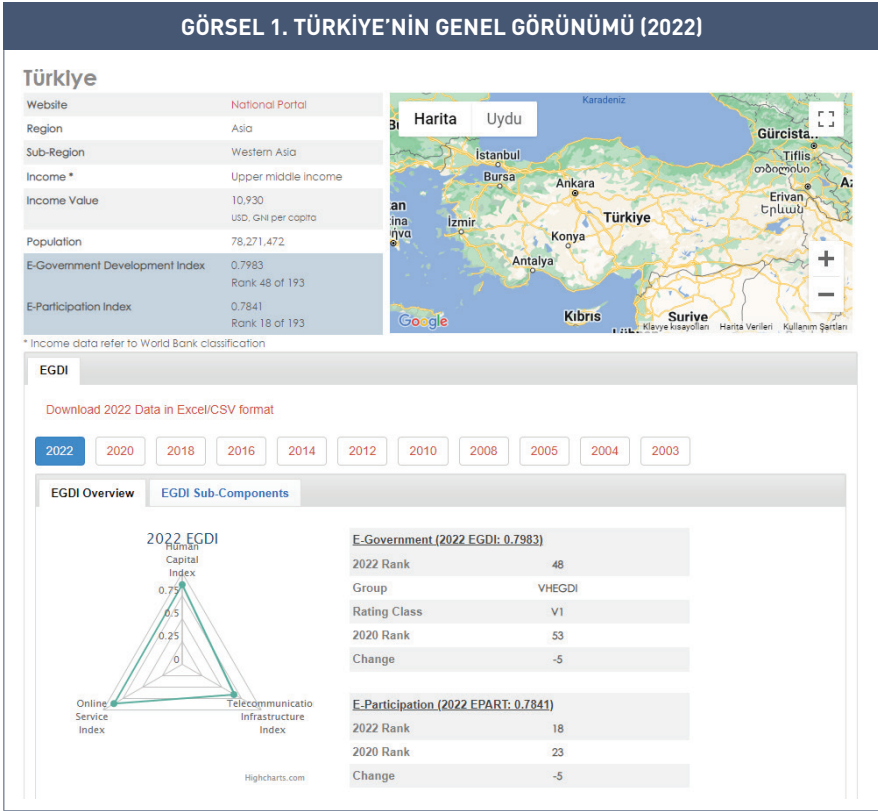 GÖRSEL 1. TÜRKİYE’NİN GENEL GÖRÜNÜMÜ (2022)
Türkiye
Website National Portal
Region Asia
Sub-Region Western Asia
Income * Upper middle income
Income Value 10,930
USD, GNI per capita
Population 78,271,472
E-Government Development Index 0.7983
Rank 48 of 193
E-Participation Index 0.7841
Rank 18 of 193
* Income data refer to World Bank classification
Karadeniz
Harita Uydu
Gürcista
İstanbul
Tiflis
თბილისი
Bursa
Ankara
Erivan
Երևան
İzmir
Türkiye
Konya
Antalya
+
−
Google
Kıbrıs
Suriye
Klavye kısayolları Harita Verileri Kullanım Şartları
EGDI
Download 2022 Data in Excel/CSV format
2022 2020 2018 2016 2014 2012 2010 2008 2005 2004 2003
EGDI Overview EGDI Sub-Components
2022 EGDI
Human
Capital
Index
0.75
0.5
0.25
0
Online
Service
Index
Telecommunicatio
Infrastructure
Index
Highcharts.com
E-Government (2022 EGDI: 0.7983)
2022 Rank 48
Group VHEGDI
Rating Class V1
2020 Rank 53
Change -5
E-Participation (2022 EPART: 0.7841)
2022 Rank 18
2020 Rank 23
Change -5